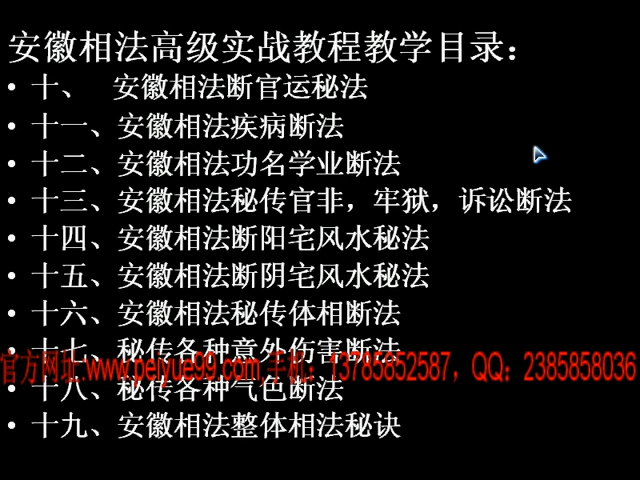 安徽相法高级实战教程教学目录：
• 十、 安徽相法断官运秘法
• 十一、安徽相法疾病断法
• 十二、安徽相法功名学业断法
• 十三、安徽相法秘传官非，牢狱，诉讼断法
• 十四、安徽相法断阳宅风水秘法
• 十五、安徽相法断阴宅风水秘法
• 十六、安徽相法秘传体相断法
• 十七、秘传各种意外伤害断法
官方网址:www.peiyue99.com,手机：13785652587，QQ：2385858036
• 十八、秘传各种气色断法
• 十九、安徽相法整体相法秘诀